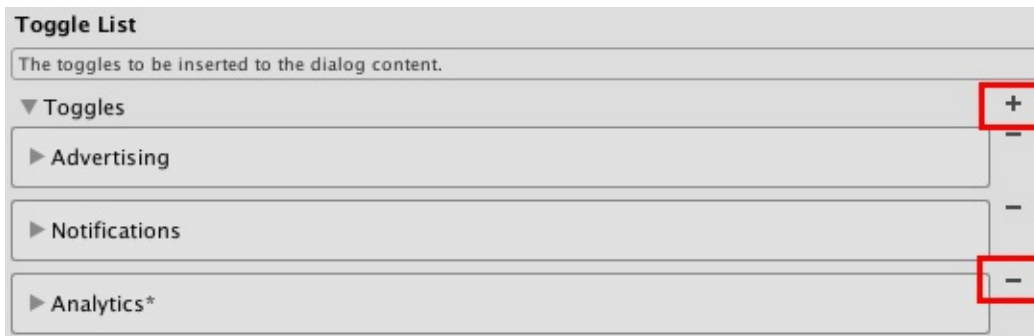 Toggle List
The toggles to be inserted to the dialog content.
▼ Toggles +
▶ Advertising −
▶ Notifications −
▶ Analytics* −